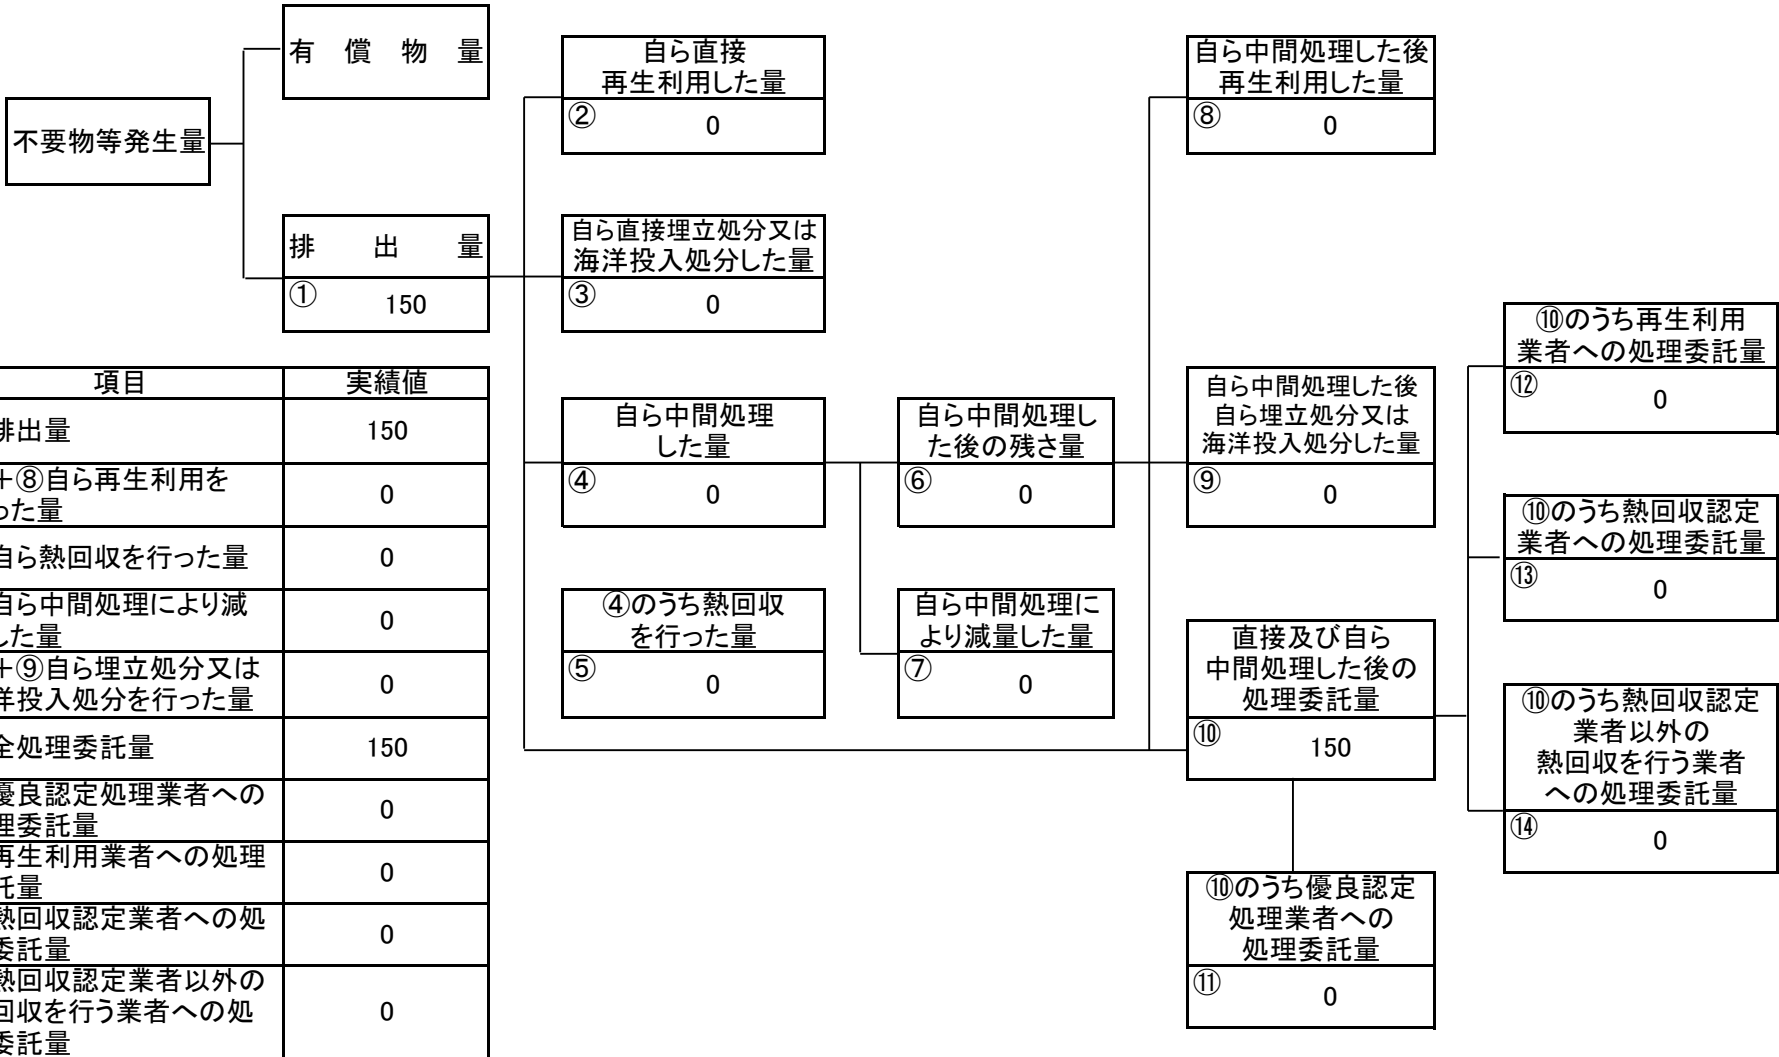 有 償 物 量
不要物等発生量
排 出 量
① 150
自ら直接
再生利用した量
② 0
自ら直接埋立処分又は
海洋投入処分した量
③ 0
自ら中間処理
した量
④ 0
④のうち熱回収
を行った量
⑤ 0
自ら中間処理し
た後の残さ量
⑥ 0
自ら中間処理に
より減量した量
⑦ 0
自ら中間処理した後
再生利用した量
⑧ 0
自ら中間処理した後
自ら埋立処分又は
海洋投入処分した量
⑨ 0
直接及び自ら
中間処理した後の
処理委託量
⑩ 150
⑩のうち優良認定
処理業者への
処理委託量
⑪ 0
⑩のうち再生利用
業者への処理委託量
⑫ 0
⑩のうち熱回収認定
業者への処理委託量
⑬ 0
⑩のうち熱回収認定
業者以外の
熱回収を行う業者
への処理委託量
⑭ 0
項目 実績値
排出量 150
+⑧自ら再生利用を
った量 0
自ら熱回収を行った量 0
自ら中間処理により減
した量 0
+⑨自ら埋立処分又は
洋投入処分を行った量 0
全処理委託量 150
優良認定処理業者への
理委託量 0
再生利用業者への処理
託量 0
熱回収認定業者への処
委託量 0
熱回収認定業者以外の
回収を行う業者への処
委託量 0